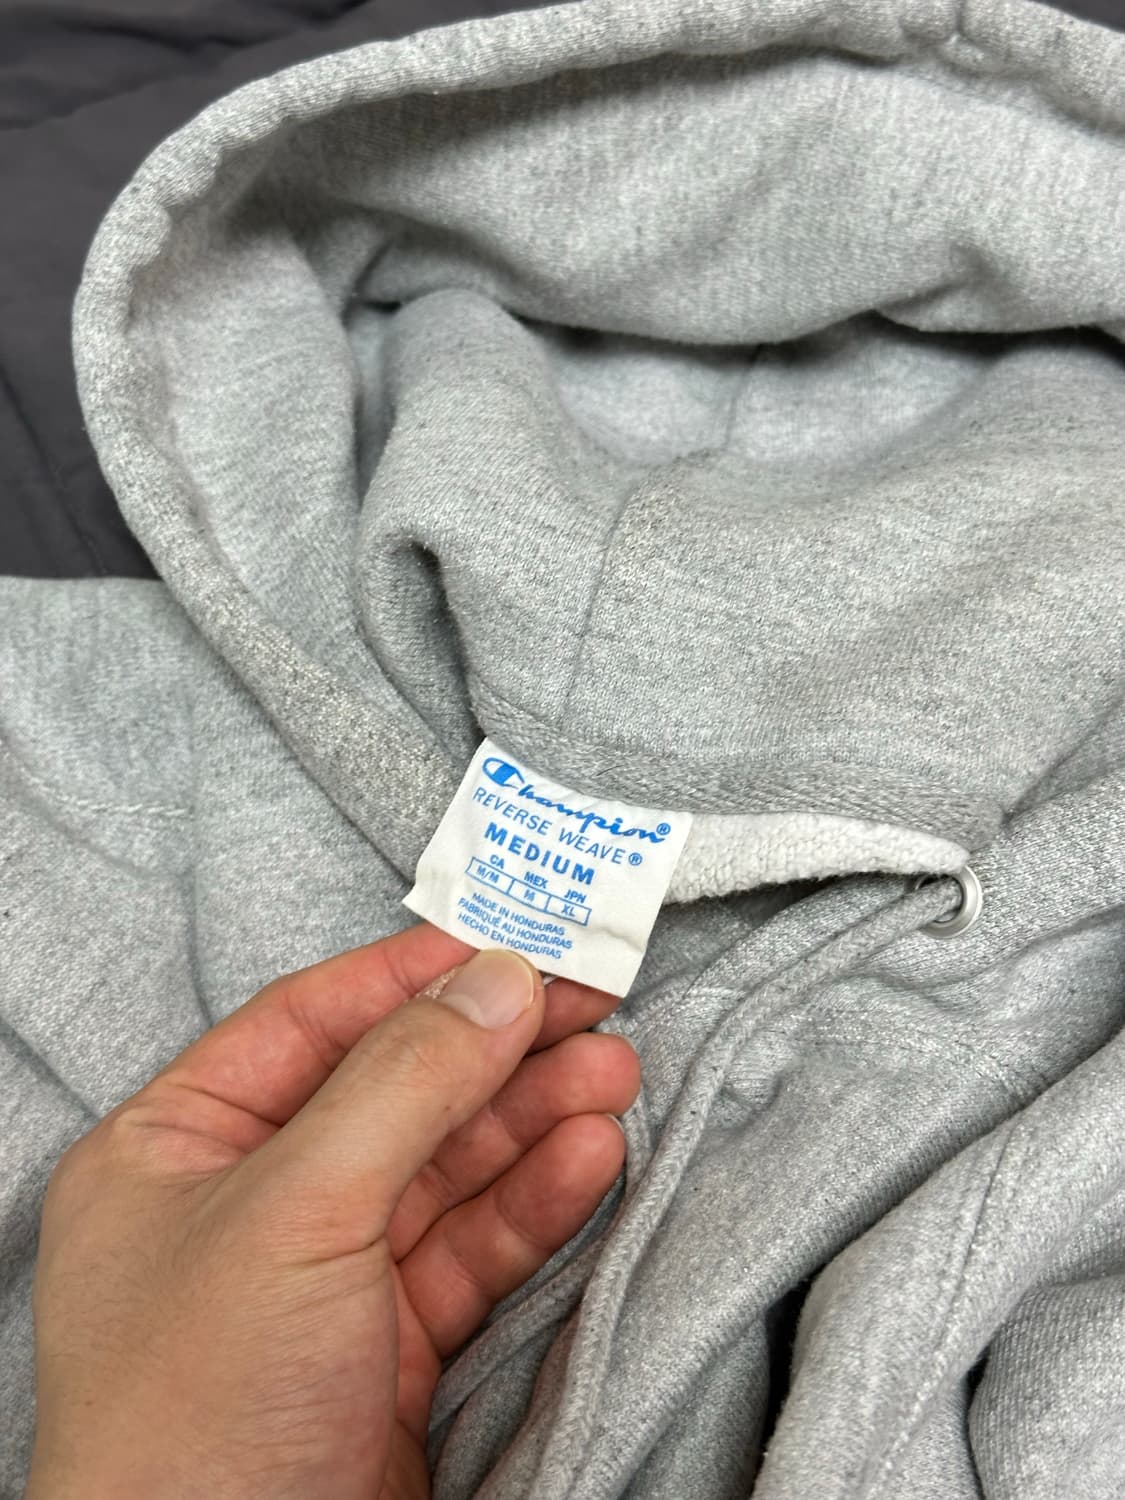 Champion®
REVERSE WEAVE®
MEDIUM
CA MEX JPN
M/M M XL
MADE IN HONDURAS
FABRIQUÉ AU HONDURAS
HECHO EN HONDURAS